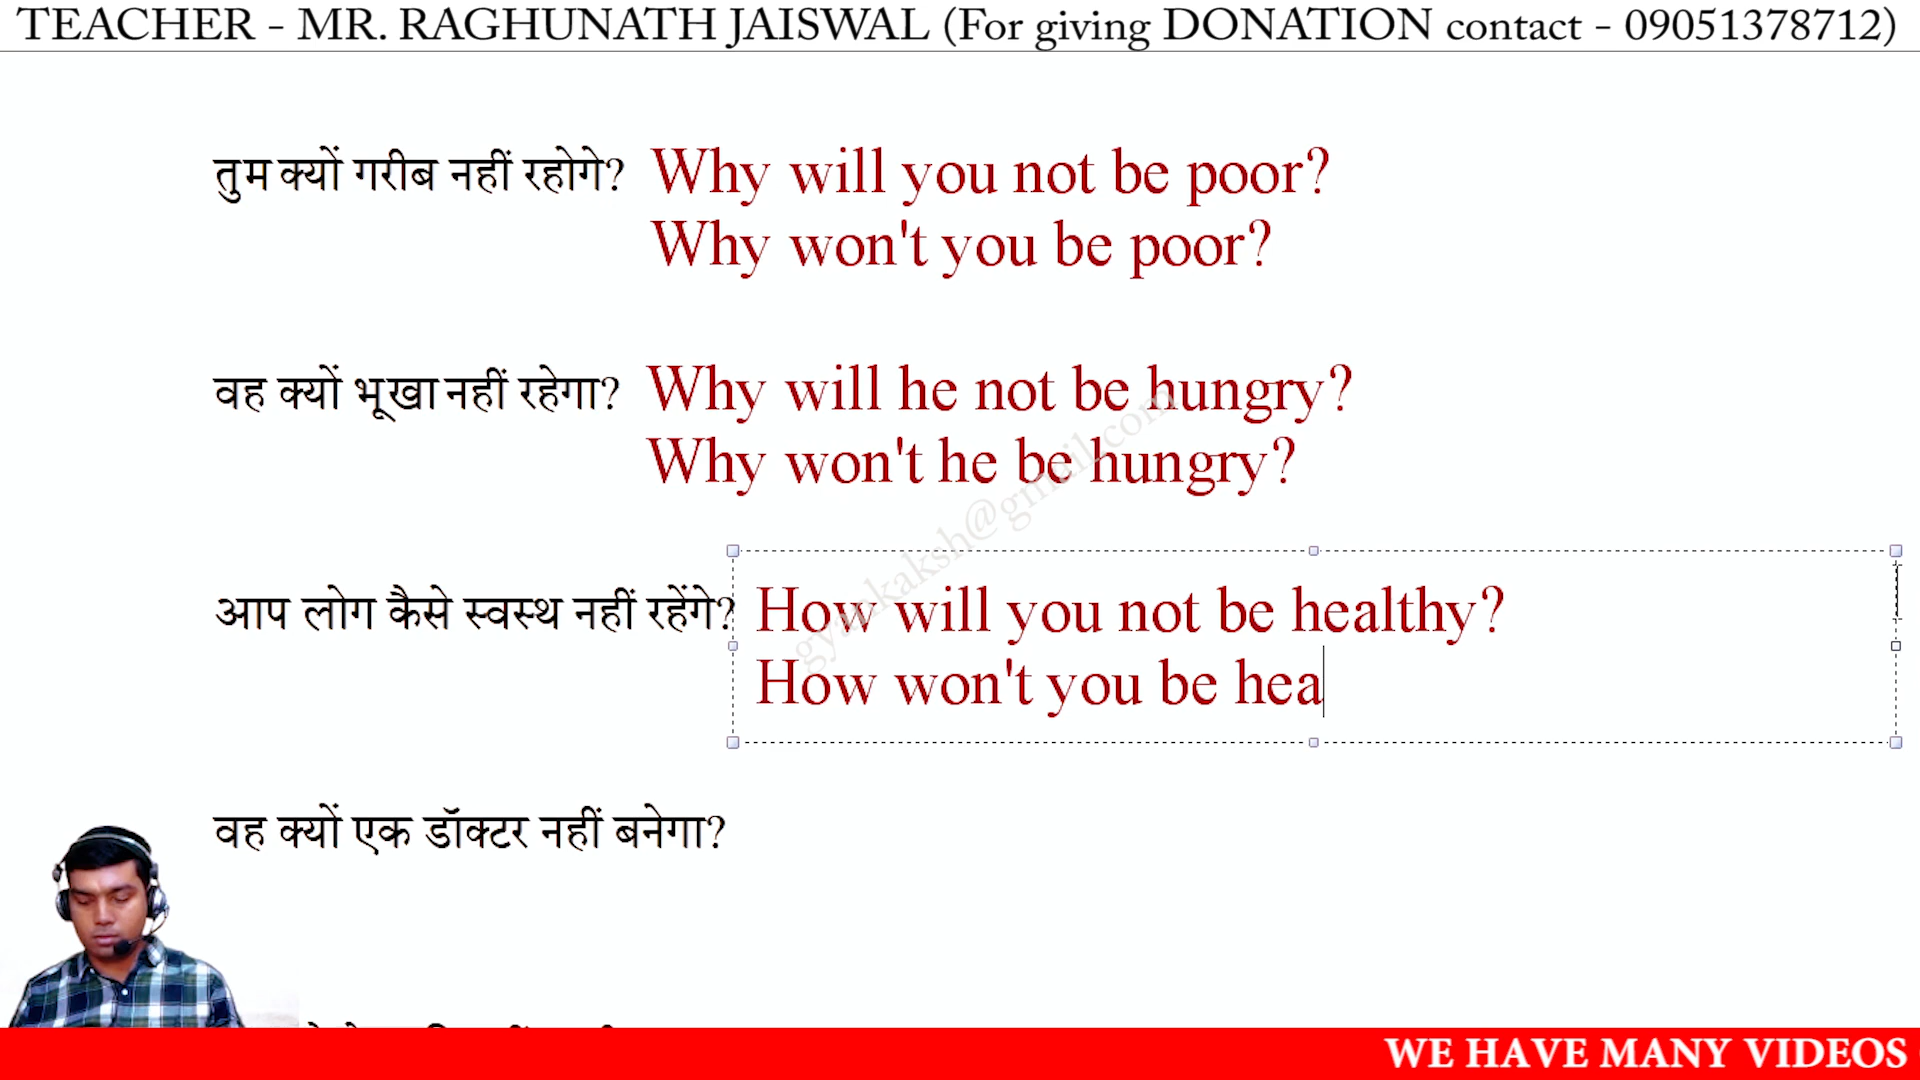 TEACHER - MR. RAGHUNATH JAISWAL (For giving DONATION contact - 09051378712)
तुम क्यों गरीब नहीं रहोगे? Why will you not be poor?
Why won't you be poor?
वह क्यों भूखा नहीं रहेगा? Why will he not be hungry?
Why won't he be hungry?
gyankaksh@gmail.com
आप लोग कैसे स्वस्थ नहीं रहेंगे? How will you not be healthy?
How won't you be hea
वह क्यों एक डॉक्टर नहीं बनेगा?
WE HAVE MANY VIDEOS